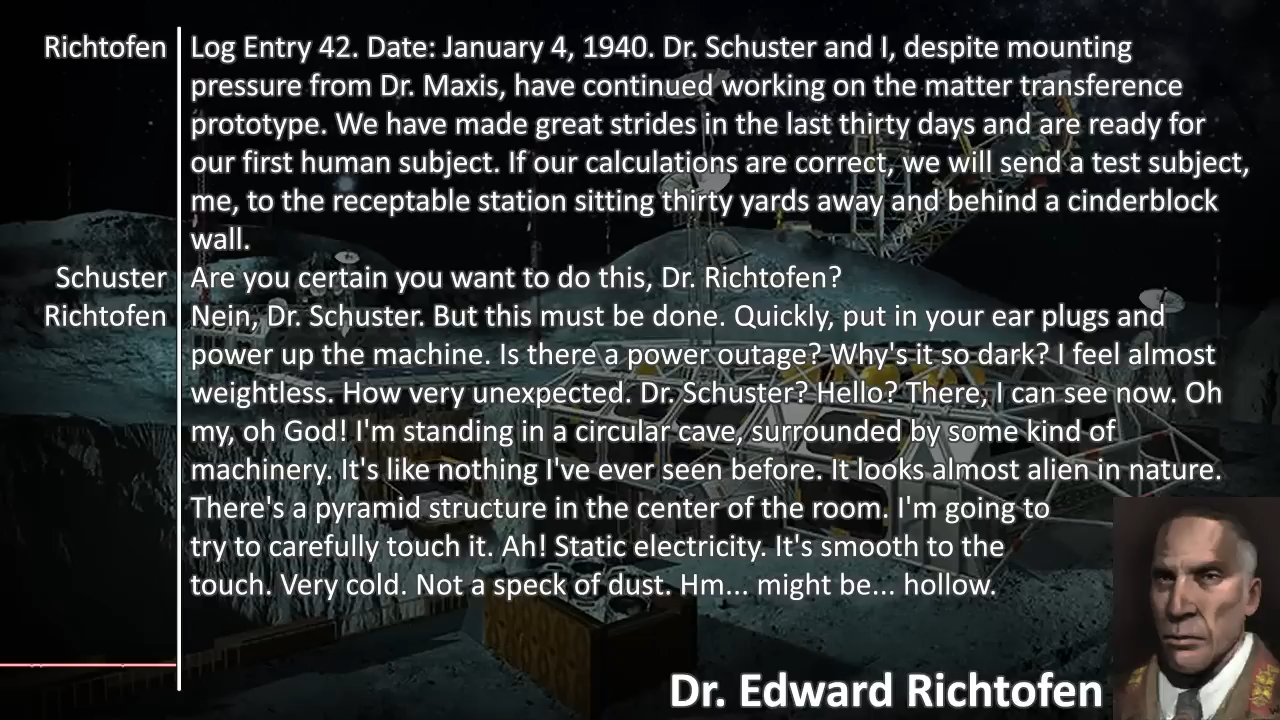 Richtofen Log Entry 42. Date: January 4, 1940. Dr. Schuster and I, despite mounting
pressure from Dr. Maxis, have continued working on the matter transference
prototype. We have made great strides in the last thirty days and are ready for
our first human subject. If our calculations are correct, we will send a test subject,
me, to the receptable station sitting thirty yards away and behind a cinderblock
wall.
Schuster Are you certain you want to do this, Dr. Richtofen?
Richtofen Nein, Dr. Schuster. But this must be done. Quickly, put in your ear plugs and
power up the machine. Is there a power outage? Why's it so dark? I feel almost
weightless. How very unexpected. Dr. Schuster? Hello? There, I can see now. Oh
my, oh God! I'm standing in a circular cave, surrounded by some kind of
machinery. It's like nothing I've ever seen before. It looks almost alien in nature.
There's a pyramid structure in the center of the room. I'm going to
try to carefully touch it. Ah! Static electricity. It's smooth to the
touch. Very cold. Not a speck of dust. Hm... might be... hollow.
Dr. Edward Richtofen